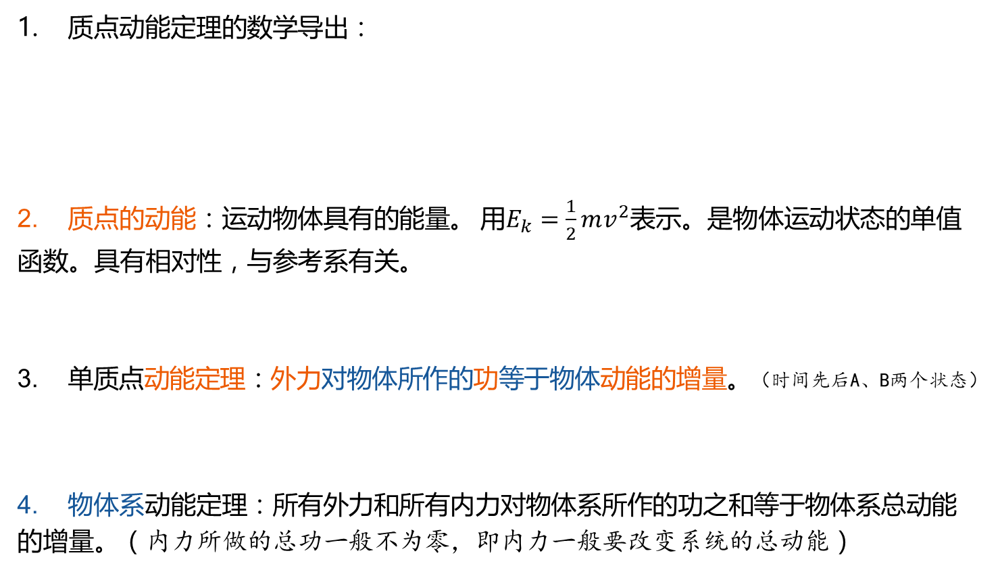 1. 质点动能定理的数学导出：
2. 质点的动能：运动物体具有的能量。 用$E_k = \frac{1}{2}mv^2$表示。是物体运动状态的单值
函数。具有相对性，与参考系有关。
3. 单质点动能定理：外力对物体所作的功等于物体动能的增量。（时间先后A、B两个状态）
4. 物体系动能定理：所有外力和所有内力对物体系所作的功之和等于物体系总动能
的增量。（内力所做的总功一般不为零，即内力一般要改变系统的总动能）